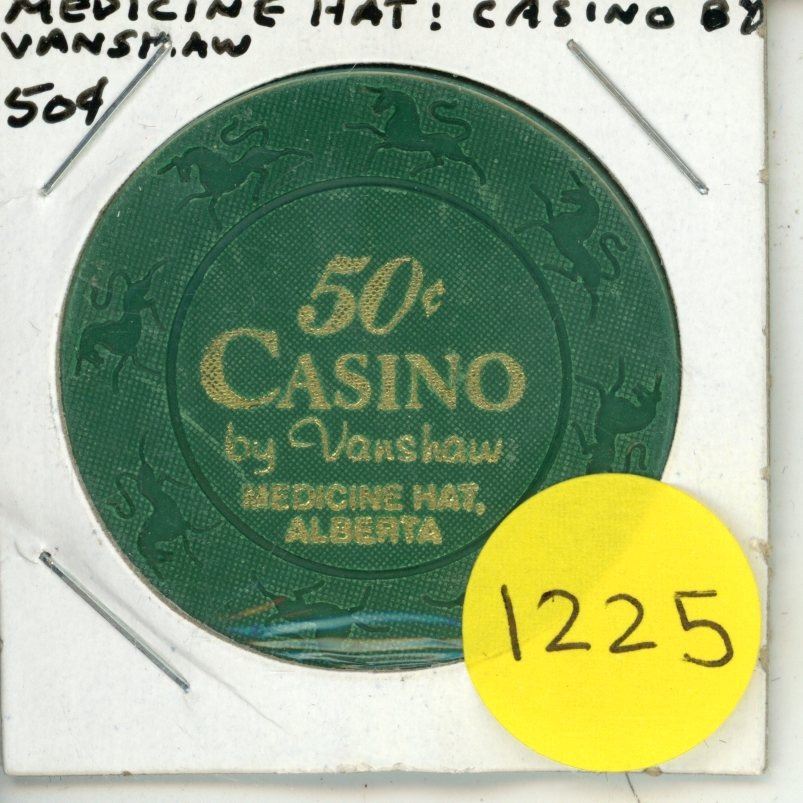 MEDICINE HAT: CASINO BY
VANSHAW
50¢
50¢
CASINO
by Vanshaw
MEDICINE HAT,
ALBERTA
1225